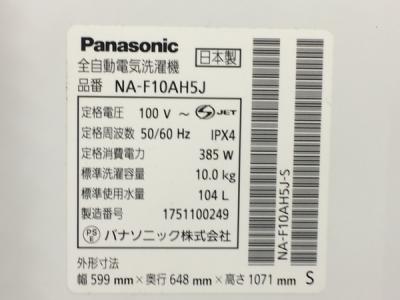 Panasonic
日本製
全自動電気洗濯機
品番 NA-F10AH5J
定格電圧 100 V ~ S JET
定格周波数 50/60 Hz IPX4
定格消費電力 385 W
標準洗濯容量 10.0 kg
標準使用水量 104 L
製造番号 1751100249
PS E パナソニック株式会社
外形寸法
幅 599 mm × 奥行 648 mm × 高さ 1071 mm S
NA-F10AH5J-S